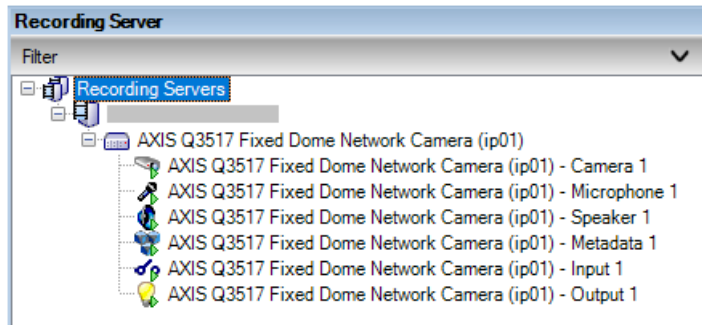 Recording Server
Filter
Recording Servers
AXIS Q3517 Fixed Dome Network Camera (ip01)
AXIS Q3517 Fixed Dome Network Camera (ip01) - Camera 1
AXIS Q3517 Fixed Dome Network Camera (ip01) - Microphone 1
AXIS Q3517 Fixed Dome Network Camera (ip01) - Speaker 1
AXIS Q3517 Fixed Dome Network Camera (ip01) - Metadata 1
AXIS Q3517 Fixed Dome Network Camera (ip01) - Input 1
AXIS Q3517 Fixed Dome Network Camera (ip01) - Output 1